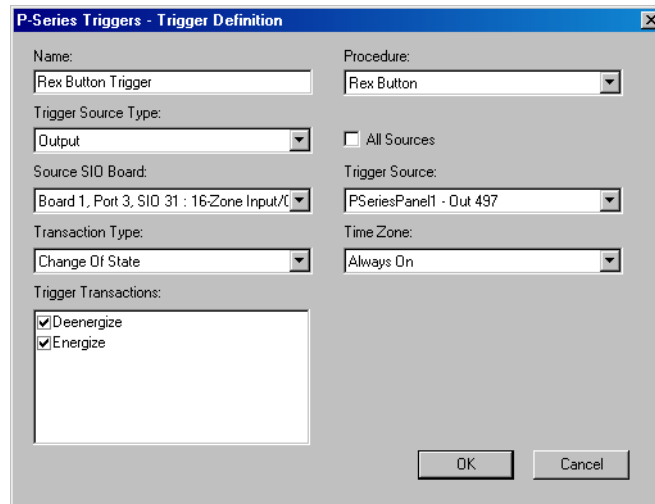 P-Series Triggers - Trigger Definition
Name:
Rex Button Trigger
Procedure:
Rex Button
Trigger Source Type:
Output
All Sources
Source SIO Board:
Board 1, Port 3, SIO 31 : 16-Zone Input/
Trigger Source:
PSeriesPanel1 - Out 497
Transaction Type:
Change Of State
Time Zone:
Always On
Trigger Transactions:
Deenergize
Energize
OK
Cancel